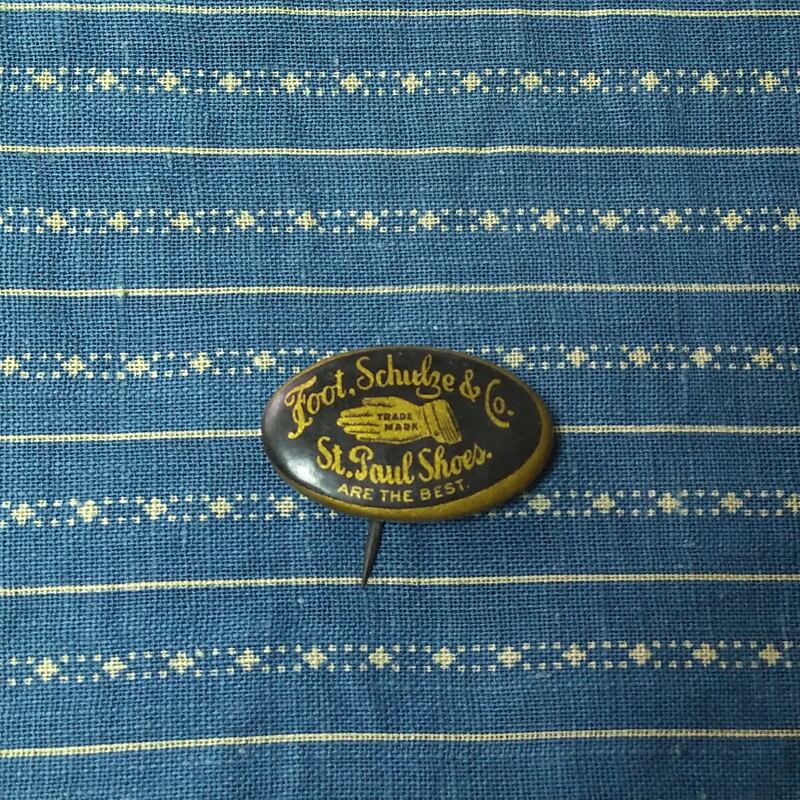 Foot, Schulze & Co.
TRADE
MARK
St. Paul Shoes.
ARE THE BEST.